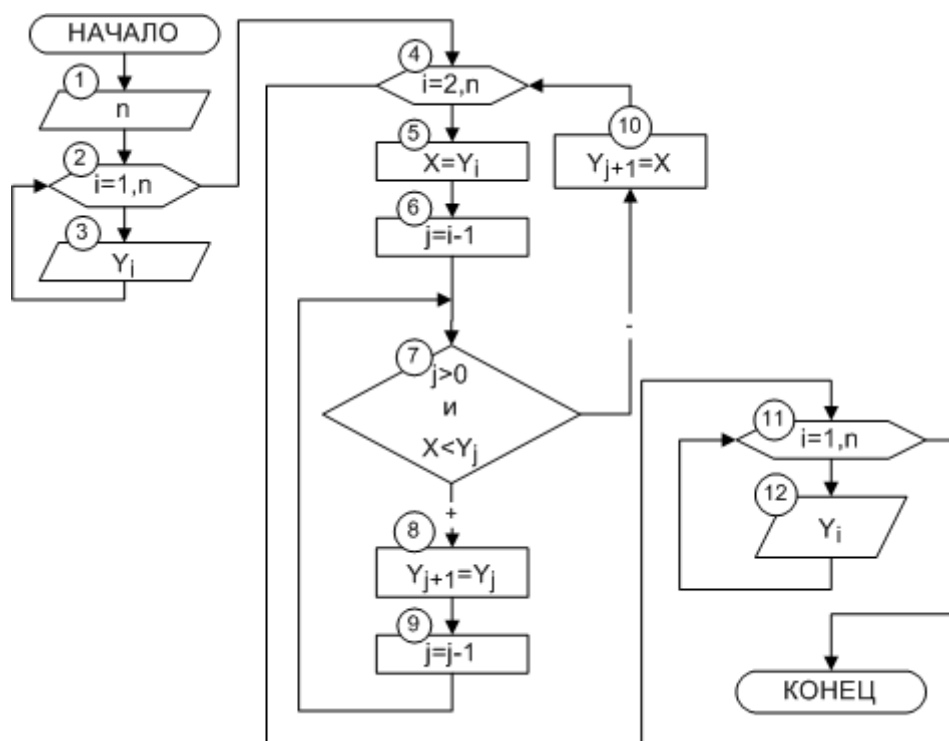 НАЧАЛО
1
n
2
i=1,n
3
Yi
4
i=2,n
5
X=Yi
6
j=i-1
7
j>0
и
X<Yj
+
-
8
Yj+1=Yj
9
j=j-1
10
Yj+1=X
11
i=1,n
12
Yi
КОНЕЦ